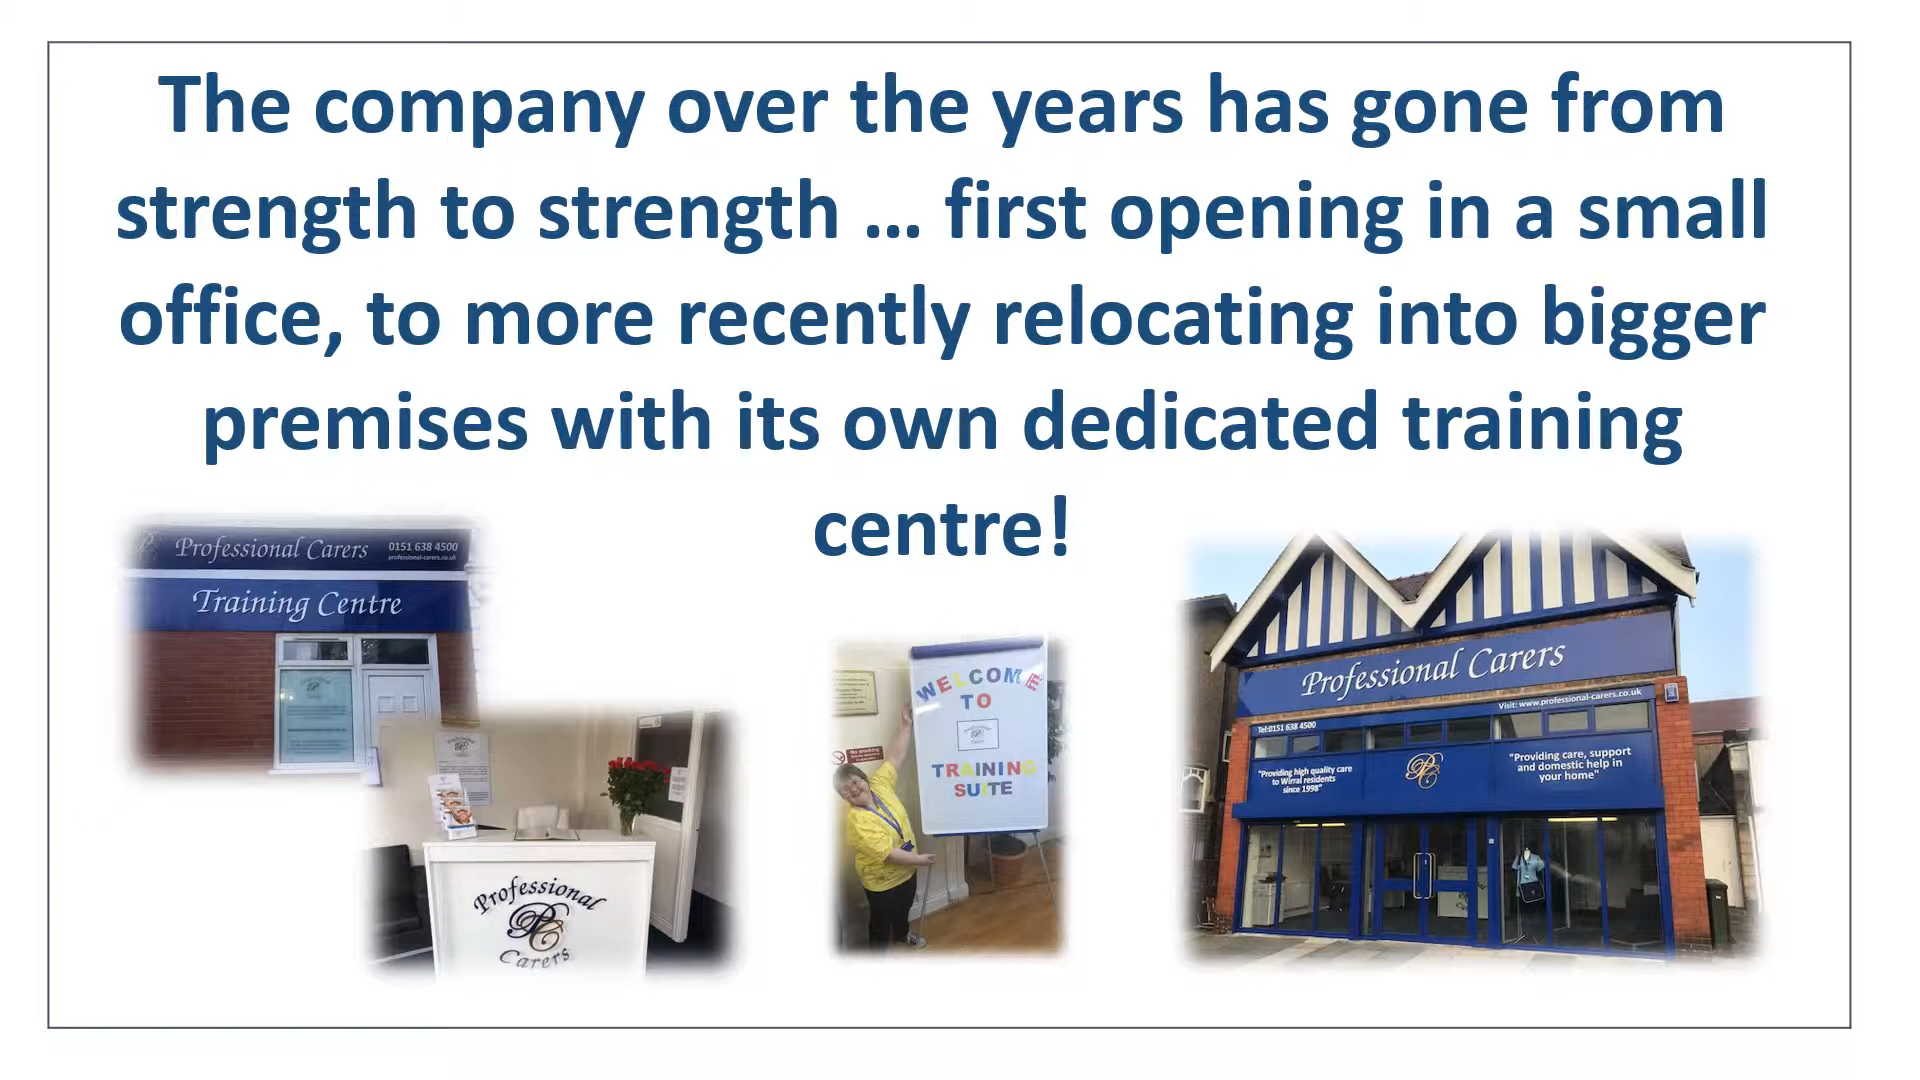 The company over the years has gone from
strength to strength ... first opening in a small
office, to more recently relocating into bigger
premises with its own dedicated training
centre!
Professional Carers
0151 638 4500
professional-carers.co.uk
Training Centre
Professional
PC
Carers
WELCOME
TO
TRAINING
SUITE
No smoking
Professional Carers
Visit: www.professional-carers.co.uk
Tel:0151 638 4500
"Providing high quality care
to Wirral residents
since 1998"
PC
"Providing care, support
and domestic help in
your home"